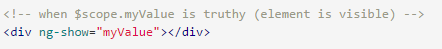 <!-- when $scope.myValue is truthy (element is visible) -->
<div ng-show="myValue"></div>